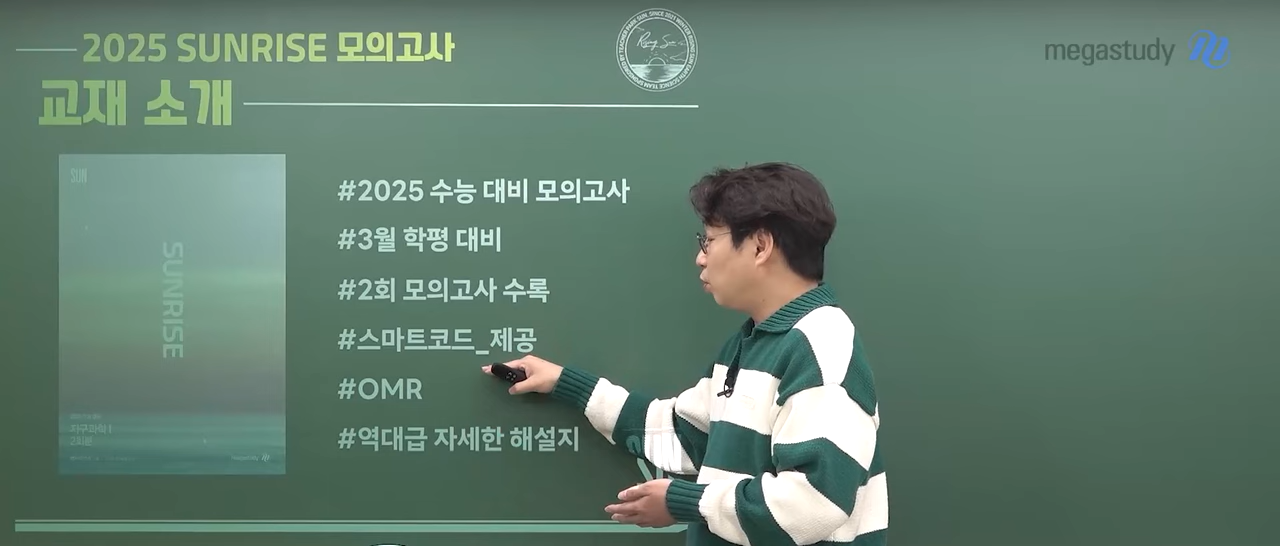 2025 SUNRISE 모의고사
교재 소개
megastudy
SUN
SUNRISE
지구과학 I
2회분
megastudy
#2025 수능 대비 모의고사
#3월 학평 대비
#2회 모의고사 수록
#스마트코드_제공
#OMR
#역대급 자세한 해설지